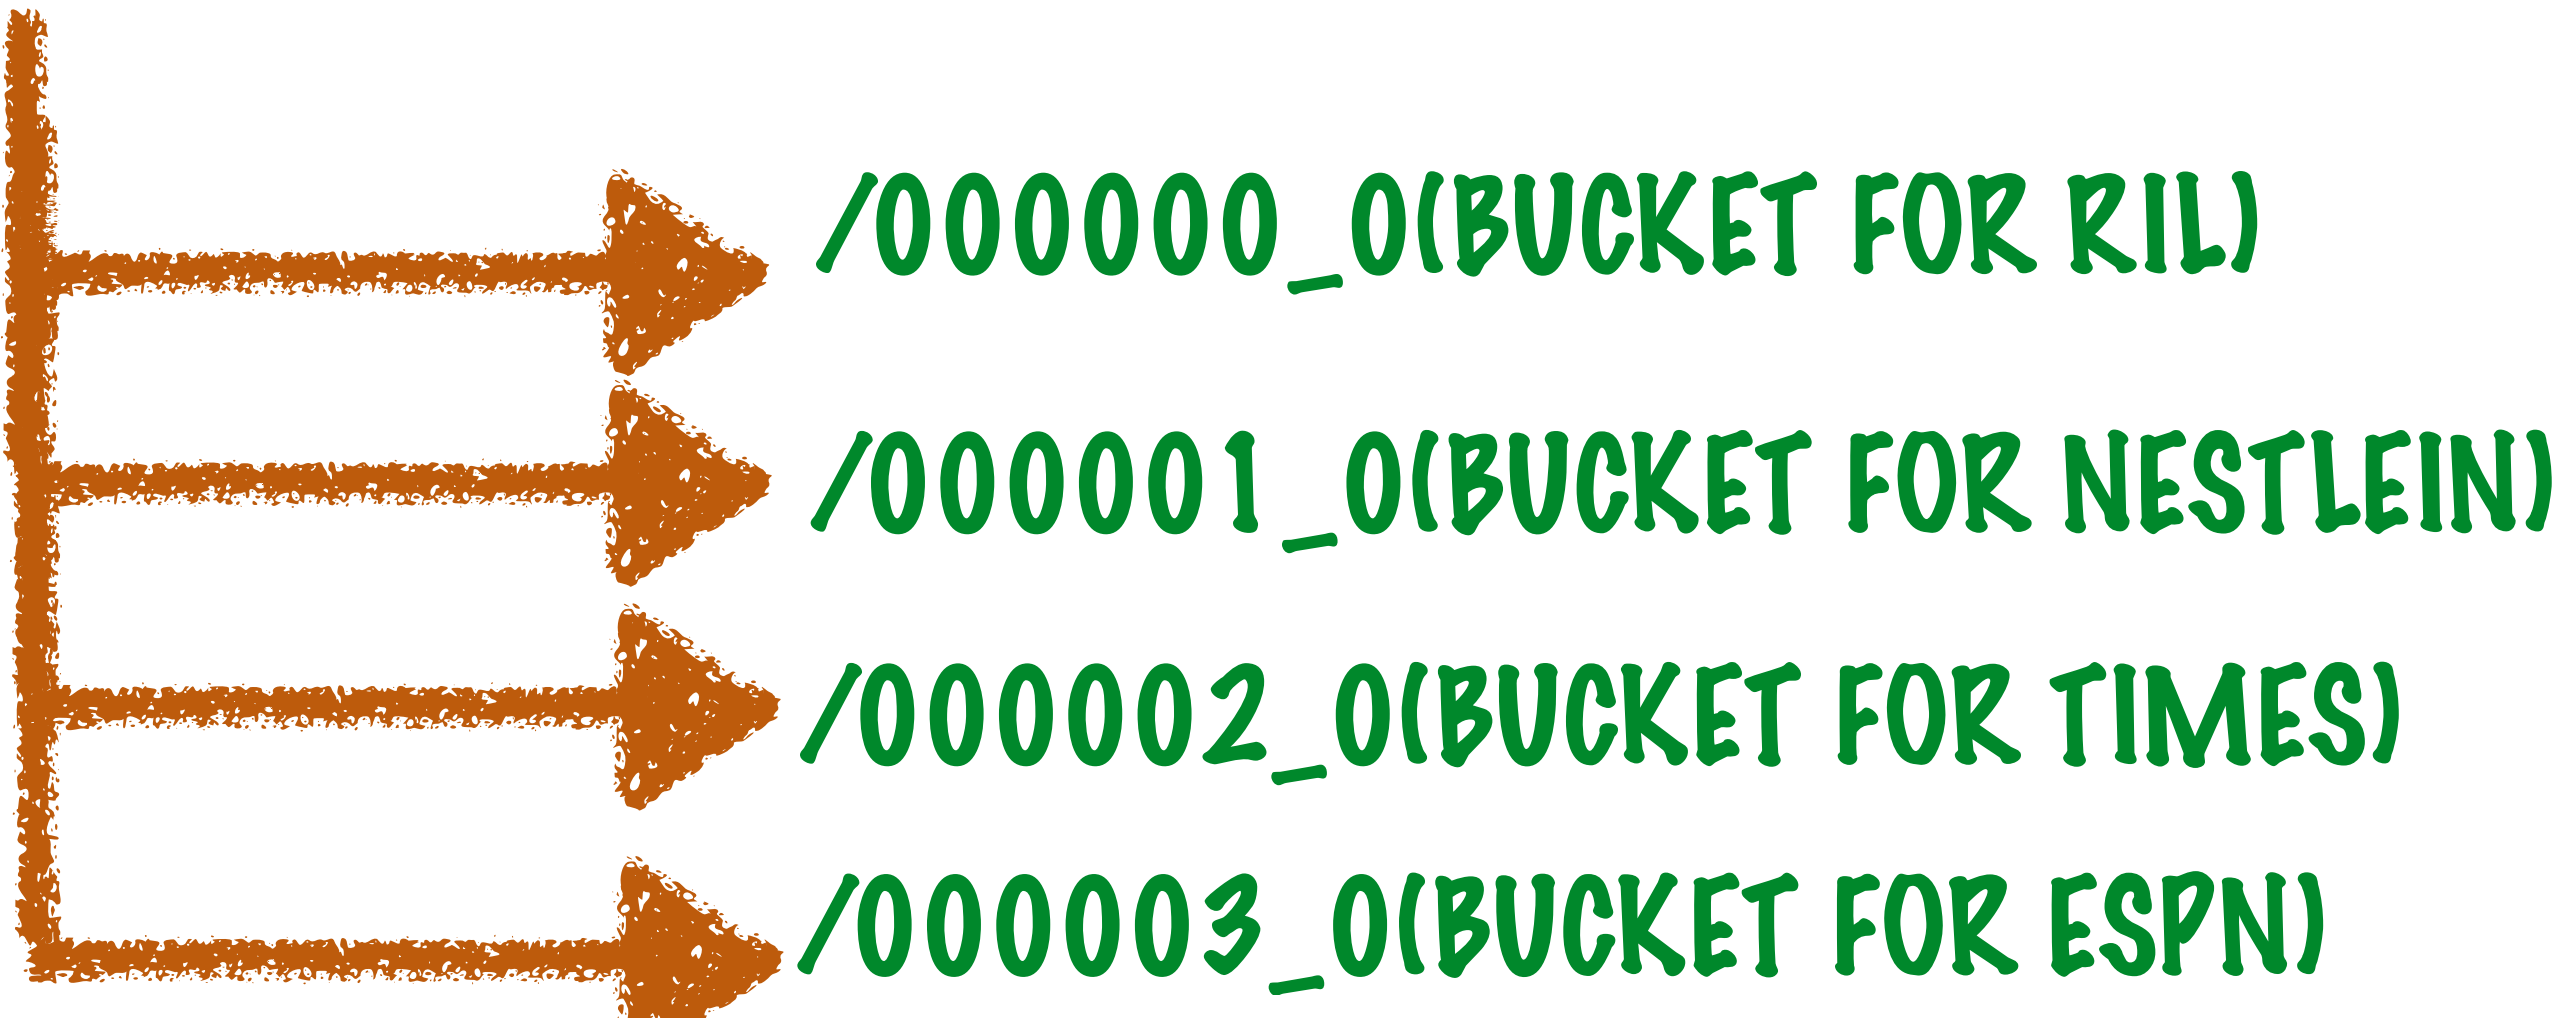 /000000_0(BUCKET FOR RIL)
/000001_0(BUCKET FOR NESTLEIN)
/000002_0(BUCKET FOR TIMES)
/000003_0(BUCKET FOR ESPN)